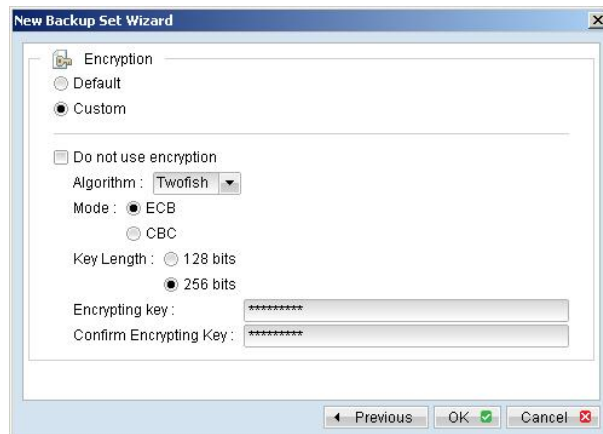 New Backup Set Wizard
Encryption
Default
Custom
Do not use encryption
Algorithm : Twofish
Mode : ECB
CBC
Key Length : 128 bits
256 bits
Encrypting key : *********
Confirm Encrypting Key : *********
Previous OK Cancel